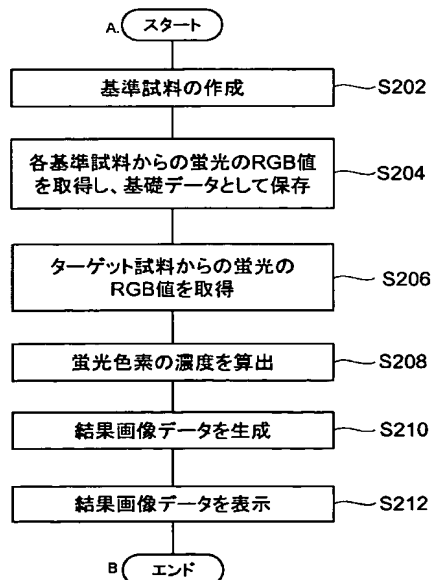 A. スタート
基準試料の作成
S202
各基準試料からの蛍光のRGB値
を取得し、基礎データとして保存
S204
ターゲット試料からの蛍光の
RGB値を取得
S206
蛍光色素の濃度を算出
S208
結果画像データを生成
S210
結果画像データを表示
S212
B エンド